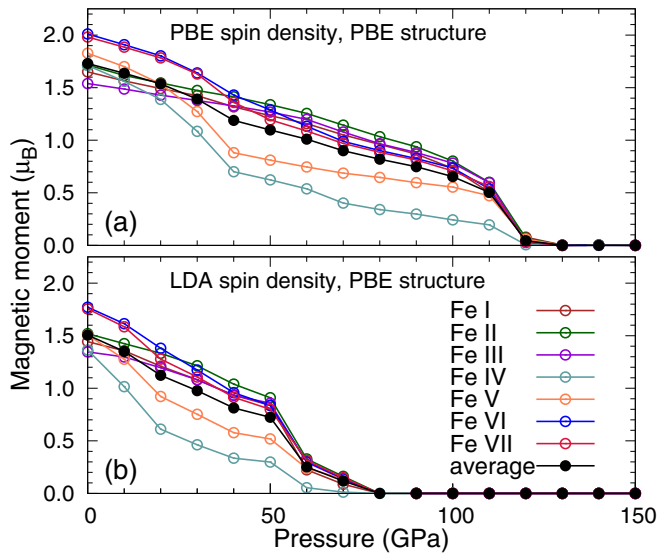 PBE spin density, PBE structure
2.0
1.5
1.0
0.5
0.0
(a)
Magnetic moment (μB)
LDA spin density, PBE structure
2.0
1.5
1.0
0.5
0.0
(b)
Fe I
Fe II
Fe III
Fe IV
Fe V
Fe VI
Fe VII
average
0 50 100 150
Pressure (GPa)